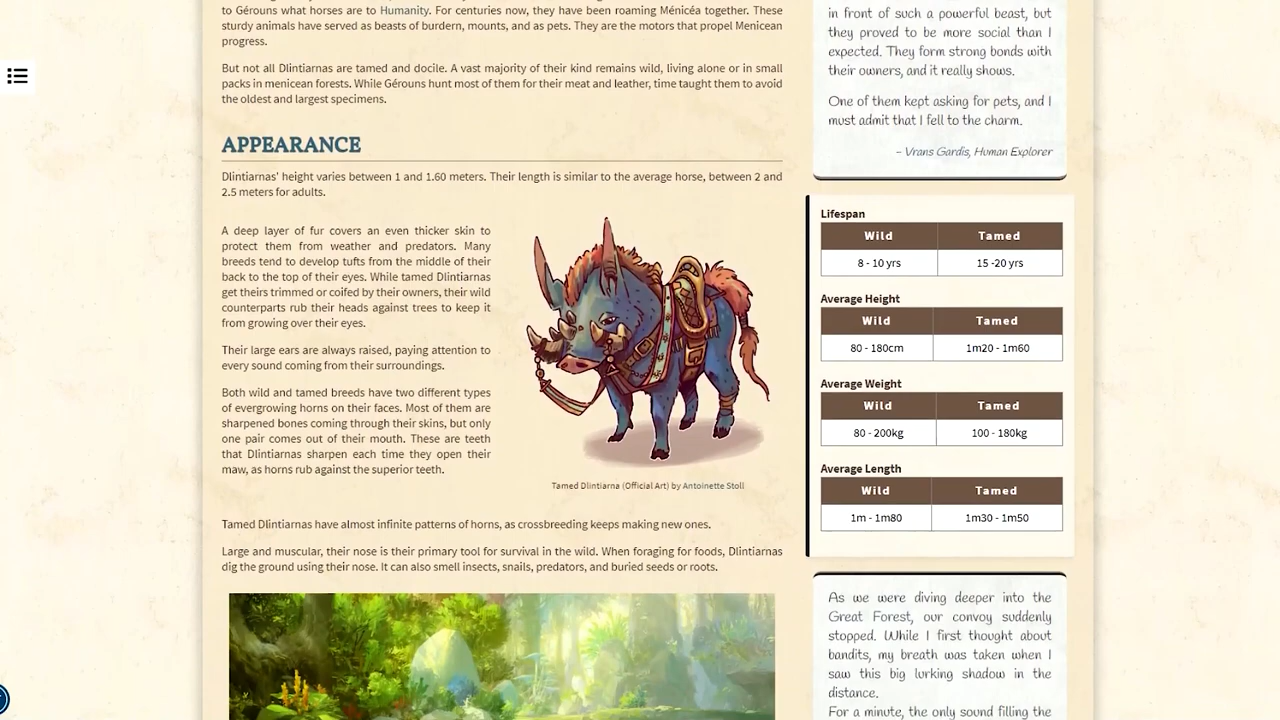 to Gérouns what horses are to Humanity. For centuries now, they have been roaming Ménicéa together. These
sturdy animals have served as beasts of burdern, mounts, and as pets. They are the motors that propel Menicean
progress.
But not all Dlintiarnas are tamed and docile. A vast majority of their kind remains wild, living alone or in small
packs in menicean forests. While Gérouns hunt most of them for their meat and leather, time taught them to avoid
the oldest and largest specimens.
APPEARANCE
Dlintiarnas' height varies between 1 and 1.60 meters. Their length is similar to the average horse, between 2 and
2.5 meters for adults.
A deep layer of fur covers an even thicker skin to
protect them from weather and predators. Many
breeds tend to develop tufts from the middle of their
back to the top of their eyes. While tamed Dlintiarnas
get theirs trimmed or coifed by their owners, their wild
counterparts rub their heads against trees to keep it
from growing over their eyes.
Their large ears are always raised, paying attention to
every sound coming from their surroundings.
Both wild and tamed breeds have two different types
of evergrowing horns on their faces. Most of them are
sharpened bones coming through their skins, but only
one pair comes out of their mouth. These are teeth
that Dlintiarnas sharpen each time they open their
maw, as horns rub against the superior teeth.
Tamed Dlintiarna (Official Art) by Antoinette Stoll
Tamed Dlintiarnas have almost infinite patterns of horns, as crossbreeding keeps making new ones.
Large and muscular, their nose is their primary tool for survival in the wild. When foraging for foods, Dlintiarnas
dig the ground using their nose. It can also smell insects, snails, predators, and buried seeds or roots.
in front of such a powerful beast, but
they proved to be more social than I
expected. They form strong bonds with
their owners, and it really shows.
One of them kept asking for pets, and I
must admit that I fell to the charm.
– Vrans Gardis, Human Explorer
Lifespan
Wild Tamed
8 - 10 yrs 15 -20 yrs
Average Height
Wild Tamed
80 - 180cm 1m20 - 1m60
Average Weight
Wild Tamed
80 - 200kg 100 - 180kg
Average Length
Wild Tamed
1m - 1m80 1m30 - 1m50
As we were diving deeper into the
Great Forest, our convoy suddenly
stopped. While I first thought about
bandits, my breath was taken when I
saw this big lurking shadow in the
distance.
For a minute, the only sound filling the